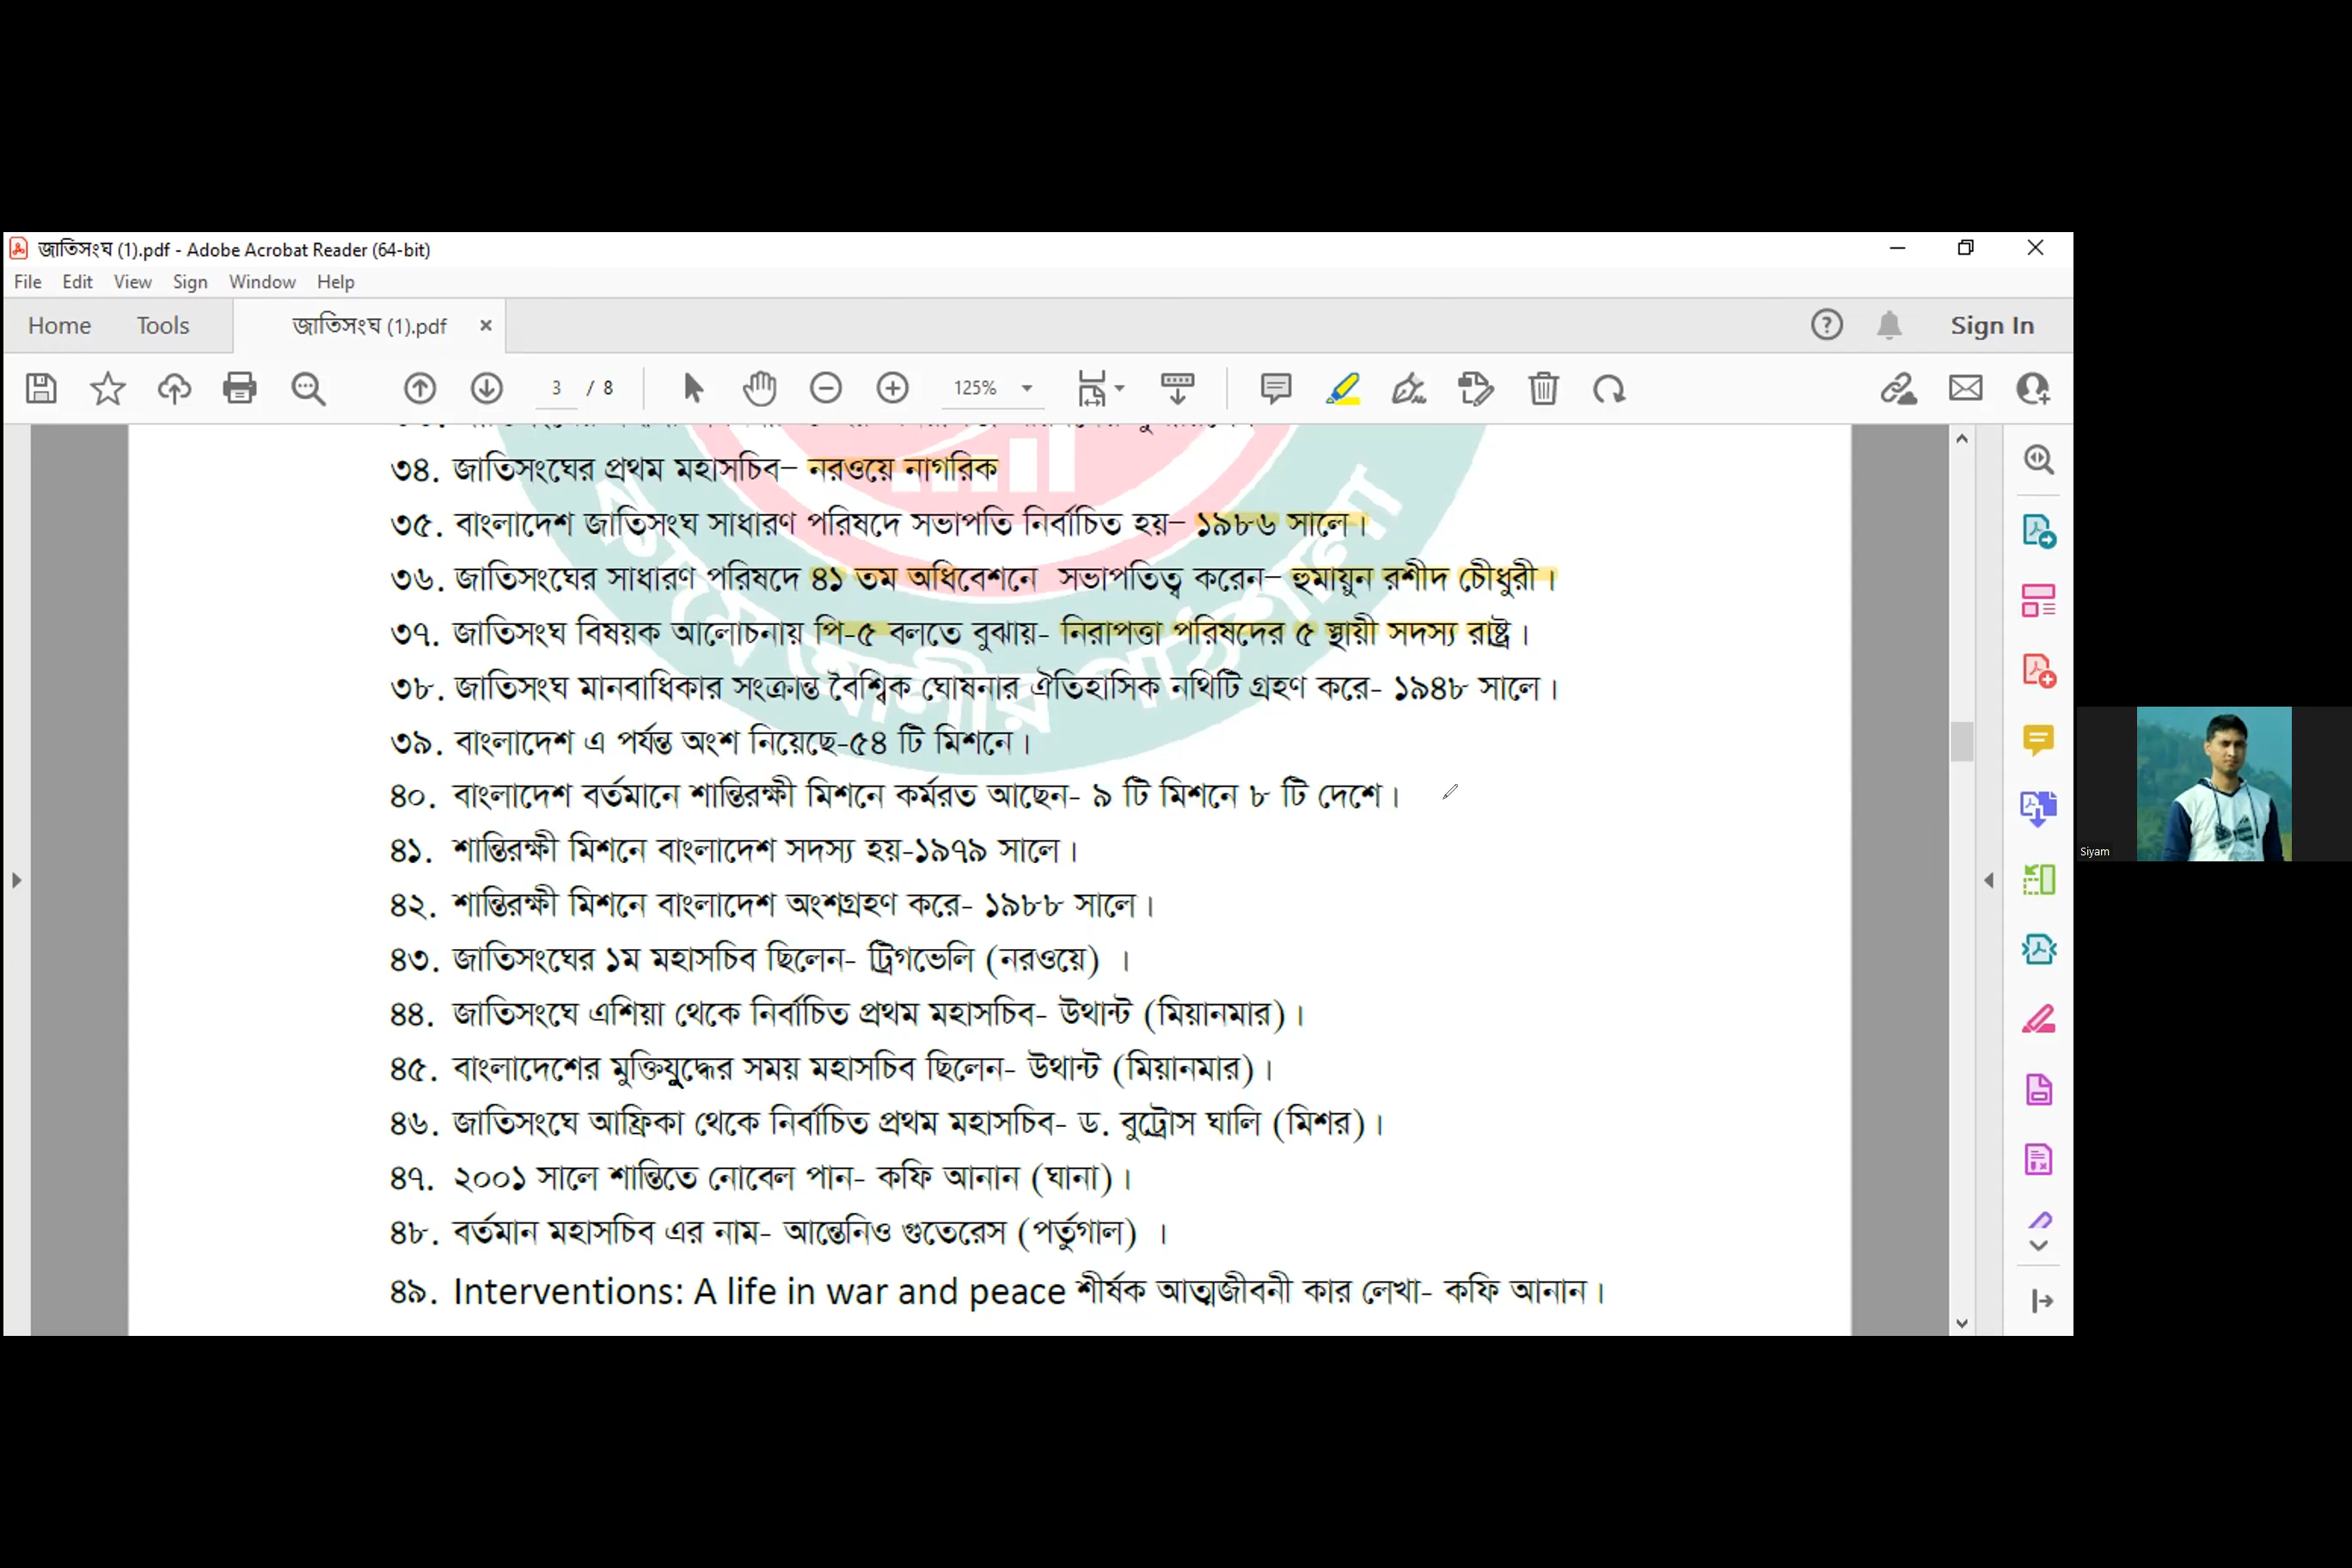 জাতিসংঘ (1).pdf - Adobe Acrobat Reader (64-bit)
File Edit View Sign Window Help
Home Tools জাতিসংঘ (1).pdf × Sign In
3 / 8 125%
৩৪. জাতিসংঘের প্রথম মহাসচিব– নরওয়ে নাগরিক
৩৫. বাংলাদেশ জাতিসংঘ সাধারণ পরিষদে সভাপতি নির্বাচিত হয়– ১৯৮৬ সালে।
৩৬. জাতিসংঘের সাধারণ পরিষদে ৪১ তম অধিবেশনে সভাপতিত্ব করেন– হুমায়ুন রশীদ চৌধুরী।
৩৭. জাতিসংঘ বিষয়ক আলোচনায় পি-৫ বলতে বুঝায়- নিরাপত্তা পরিষদের ৫ স্থায়ী সদস্য রাষ্ট্র।
৩৮. জাতিসংঘ মানবাধিকার সংক্রান্ত বৈশ্বিক ঘোষনার ঐতিহাসিক নথিটি গ্রহণ করে- ১৯৪৮ সালে।
৩৯. বাংলাদেশ এ পর্যন্ত অংশ নিয়েছে-৫৪ টি মিশনে।
৪০. বাংলাদেশ বর্তমানে শান্তিরক্ষী মিশনে কর্মরত আছেন- ৯ টি মিশনে ৮ টি দেশে।
৪১. শান্তিরক্ষী মিশনে বাংলাদেশ সদস্য হয়-১৯৭৯ সালে।
৪২. শান্তিরক্ষী মিশনে বাংলাদেশ অংশগ্রহণ করে- ১৯৮৮ সালে।
৪৩. জাতিসংঘের ১ম মহাসচিব ছিলেন- ট্রিগভেলি (নরওয়ে) ।
৪৪. জাতিসংঘে এশিয়া থেকে নির্বাচিত প্রথম মহাসচিব- উথান্ট (মিয়ানমার)।
৪৫. বাংলাদেশের মুক্তিযুদ্ধের সময় মহাসচিব ছিলেন- উথান্ট (মিয়ানমার)।
৪৬. জাতিসংঘে আফ্রিকা থেকে নির্বাচিত প্রথম মহাসচিব- ড. বুট্রোস ঘালি (মিশর)।
৪৭. ২০০১ সালে শান্তিতে নোবেল পান- কফি আনান (ঘানা)।
৪৮. বর্তমান মহাসচিব এর নাম- আন্তেনিও গুতেরেস (পর্তুগাল) ।
৪৯. Interventions: A life in war and peace শীর্ষক আত্মজীবনী কার লেখা- কফি আনান।
Siyam